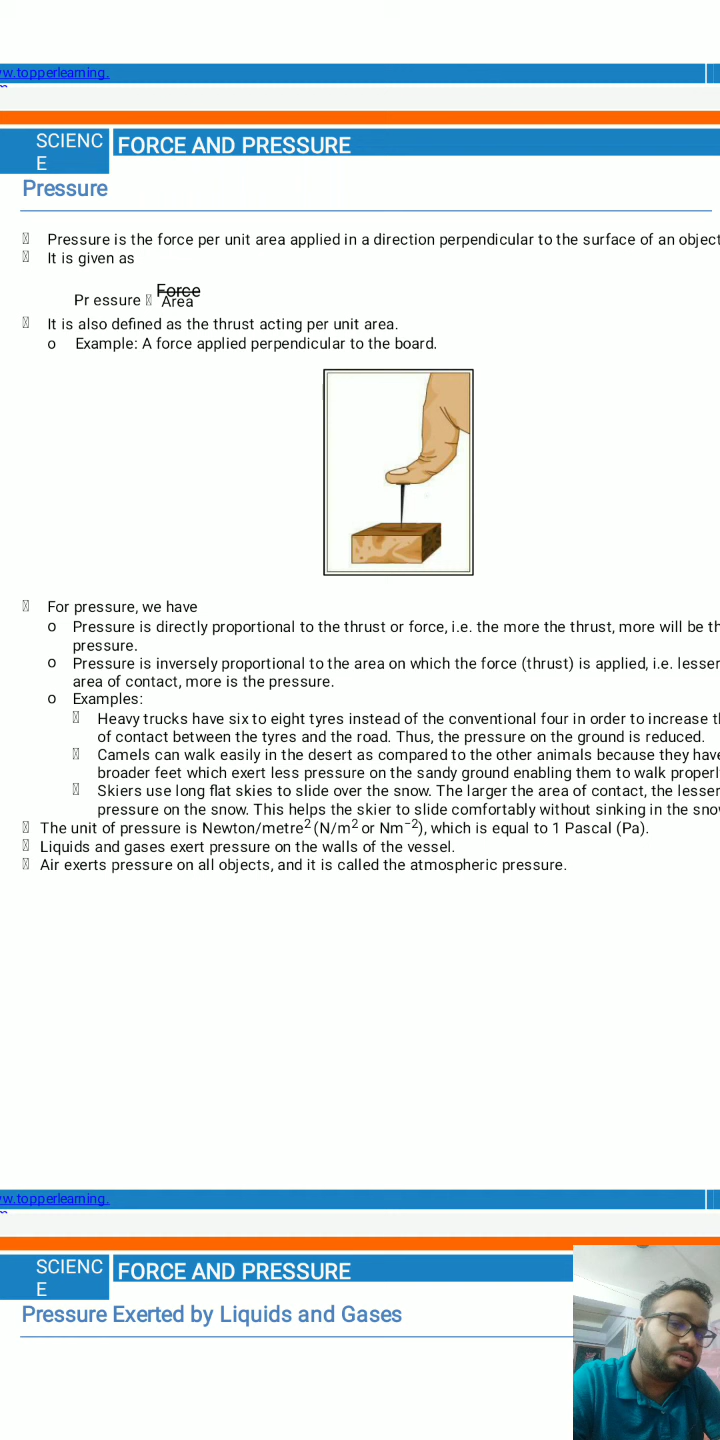 ww.topperlearning.
SCIENC
E
FORCE AND PRESSURE
Pressure
Pressure is the force per unit area applied in a direction perpendicular to the surface of an object
It is given as
Force
Pr essure Area
It is also defined as the thrust acting per unit area.
o Example: A force applied perpendicular to the board.
For pressure, we have
o Pressure is directly proportional to the thrust or force, i.e. the more the thrust, more will be th
pressure.
o Pressure is inversely proportional to the area on which the force (thrust) is applied, i.e. lesser
area of contact, more is the pressure.
o Examples:
Heavy trucks have six to eight tyres instead of the conventional four in order to increase th
of contact between the tyres and the road. Thus, the pressure on the ground is reduced.
Camels can walk easily in the desert as compared to the other animals because they have
broader feet which exert less pressure on the sandy ground enabling them to walk properl
Skiers use long flat skies to slide over the snow. The larger the area of contact, the lesser
pressure on the snow. This helps the skier to slide comfortably without sinking in the snow
The unit of pressure is Newton/metre² (N/m² or Nm⁻²), which is equal to 1 Pascal (Pa).
Liquids and gases exert pressure on the walls of the vessel.
Air exerts pressure on all objects, and it is called the atmospheric pressure.
ww.topperlearning.
SCIENC
E
FORCE AND PRESSURE
Pressure Exerted by Liquids and Gases